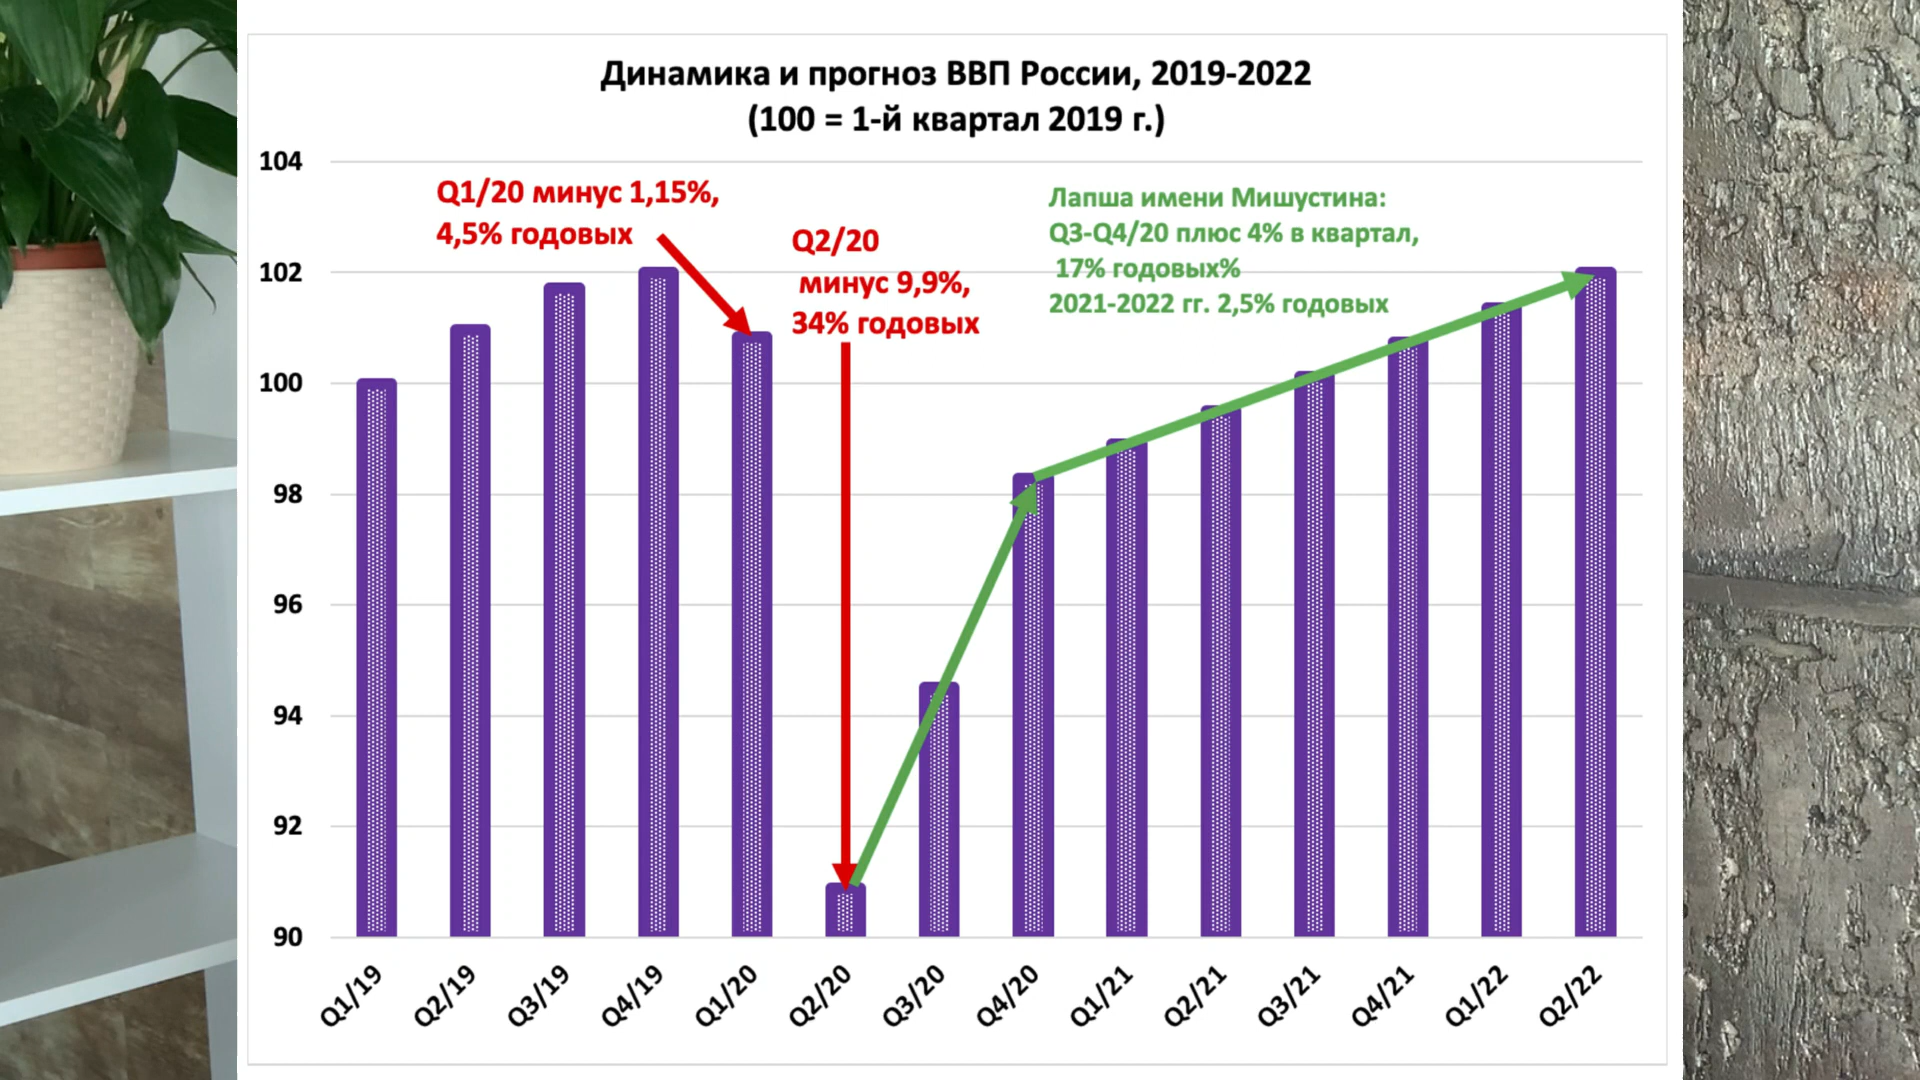 Динамика и прогноз ВВП России, 2019-2022
(100 = 1-й квартал 2019 г.)
104
102
100
98
96
94
92
90
Q1/20 минус 1,15%,
4,5% годовых
Q2/20
минус 9,9%,
34% годовых
Лапша имени Мишустина:
Q3-Q4/20 плюс 4% в квартал,
17% годовых%
2021-2022 гг. 2,5% годовых
Q1/19
Q2/19
Q3/19
Q4/19
Q1/20
Q2/20
Q3/20
Q4/20
Q1/21
Q2/21
Q3/21
Q4/21
Q1/22
Q2/22